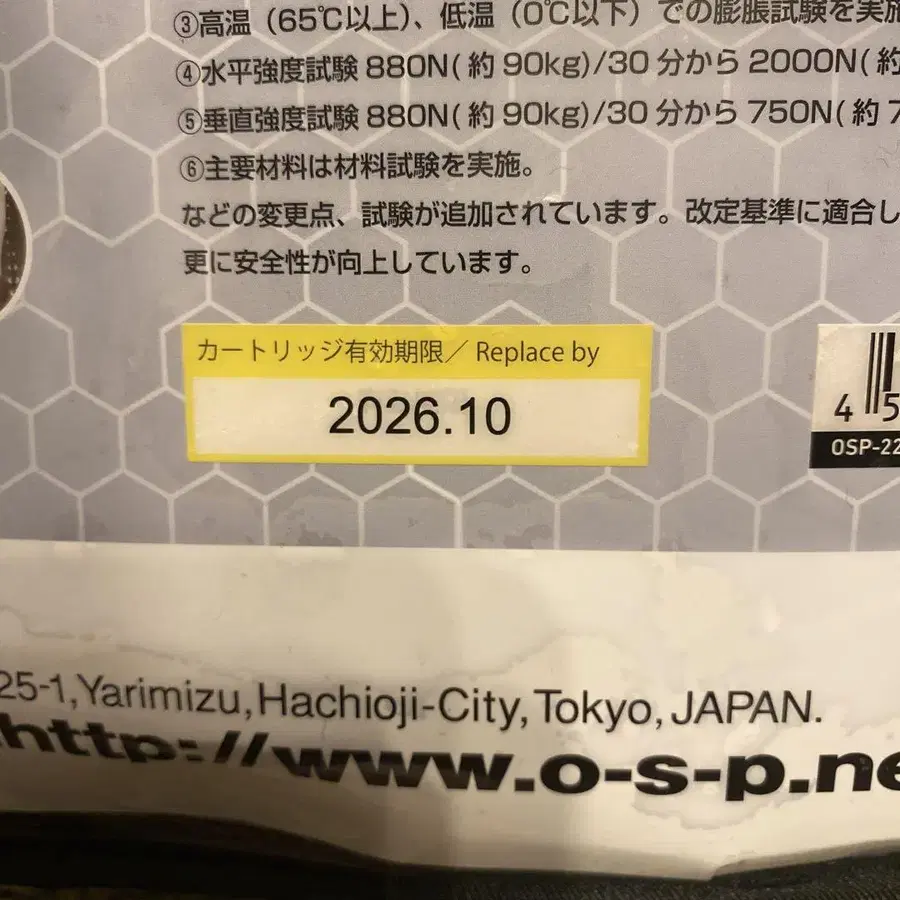 ③高温（65℃以上）、低温（0℃以下）での膨脹試験を実施
④水平強度試験 880N( 約 90kg)/30 分から 2000N( 約
⑤垂直強度試験 880N( 約 90kg)/30 分から 750N( 約 7
⑥主要材料は材料試験を実施。
などの変更点、試験が追加されています。改定基準に適合し
更に安全性が向上しています。
カートリッジ有効期限／ Replace by
2026.10
4 5
OSP-22
25-1,Yarimizu,Hachioji-City,Tokyo,JAPAN.
http://www.o-s-p.ne